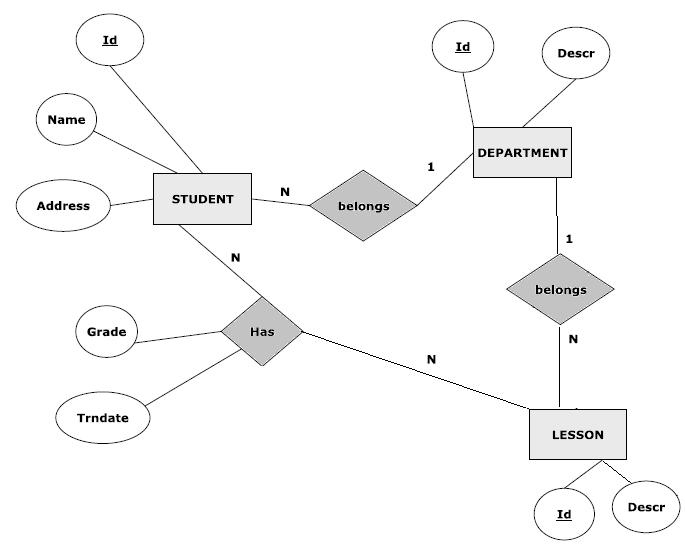 Id
Id
Descr
Name
DEPARTMENT
1
N
STUDENT
Address
belongs
1
N
belongs
Grade
Has
N
N
Trndate
LESSON
Id
Descr